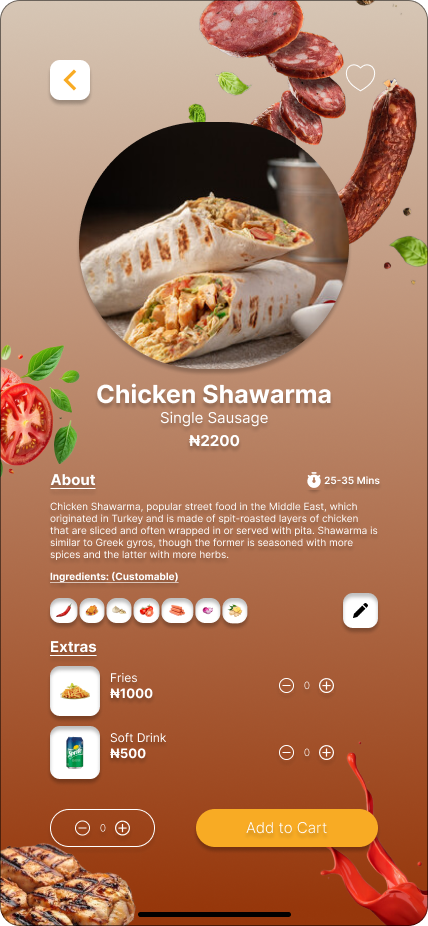 Chicken Shawarma
Single Sausage
₦2200
About
25-35 Mins
Chicken Shawarma, popular street food in the Middle East, which
originated in Turkey and is made of spit-roasted layers of chicken
that are sliced and often wrapped in or served with pita. Shawarma is
similar to Greek gyros, though the former is seasoned with more
spices and the latter with more herbs.
Ingredients: (Customable)
Extras
Fries
₦1000
0
Sprite
Soft Drink
₦500
0
0
Add to Cart